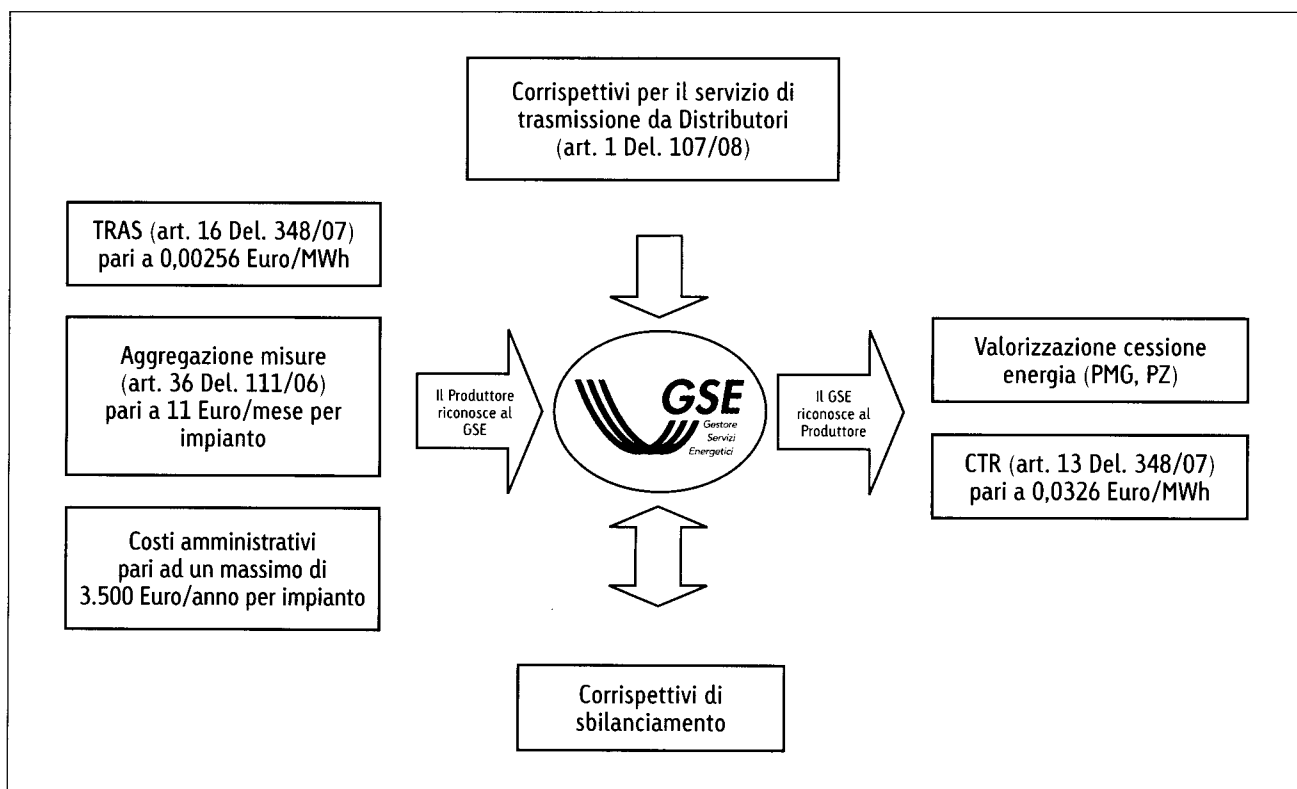 Corrispettivi per il servizio di
trasmissione da Distributori
(art. 1 Del. 107/08)
TRAS (art. 16 Del. 348/07)
pari a 0,00256 Euro/MWh
Aggregazione misure
(art. 36 Del. 111/06)
pari a 11 Euro/mese per
impianto
Costi amministrativi
pari ad un massimo di
3.500 Euro/anno per impianto
Il Produttore
riconosce al
GSE
GSE
Gestore
Servizi
Energetici
Il GSE
riconosce al
Produttore
Valorizzazione cessione
energia (PMG, PZ)
CTR (art. 13 Del. 348/07)
pari a 0,0326 Euro/MWh
Corrispettivi di
sbilanciamento